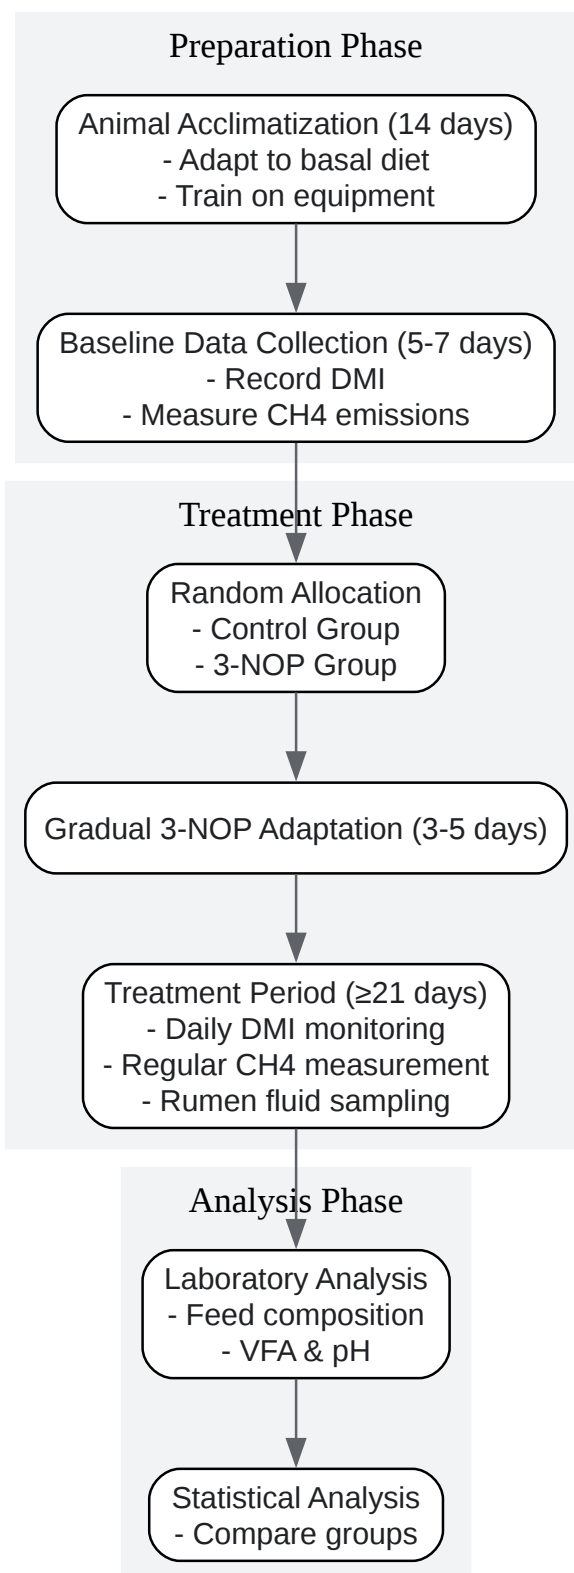 Preparation Phase
Animal Acclimatization (14 days)
- Adapt to basal diet
- Train on equipment
Baseline Data Collection (5-7 days)
- Record DMI
- Measure CH4 emissions
Treatment Phase
Random Allocation
- Control Group
- 3-NOP Group
Gradual 3-NOP Adaptation (3-5 days)
Treatment Period (≥21 days)
- Daily DMI monitoring
- Regular CH4 measurement
- Rumen fluid sampling
Analysis Phase
Laboratory Analysis
- Feed composition
- VFA & pH
Statistical Analysis
- Compare groups